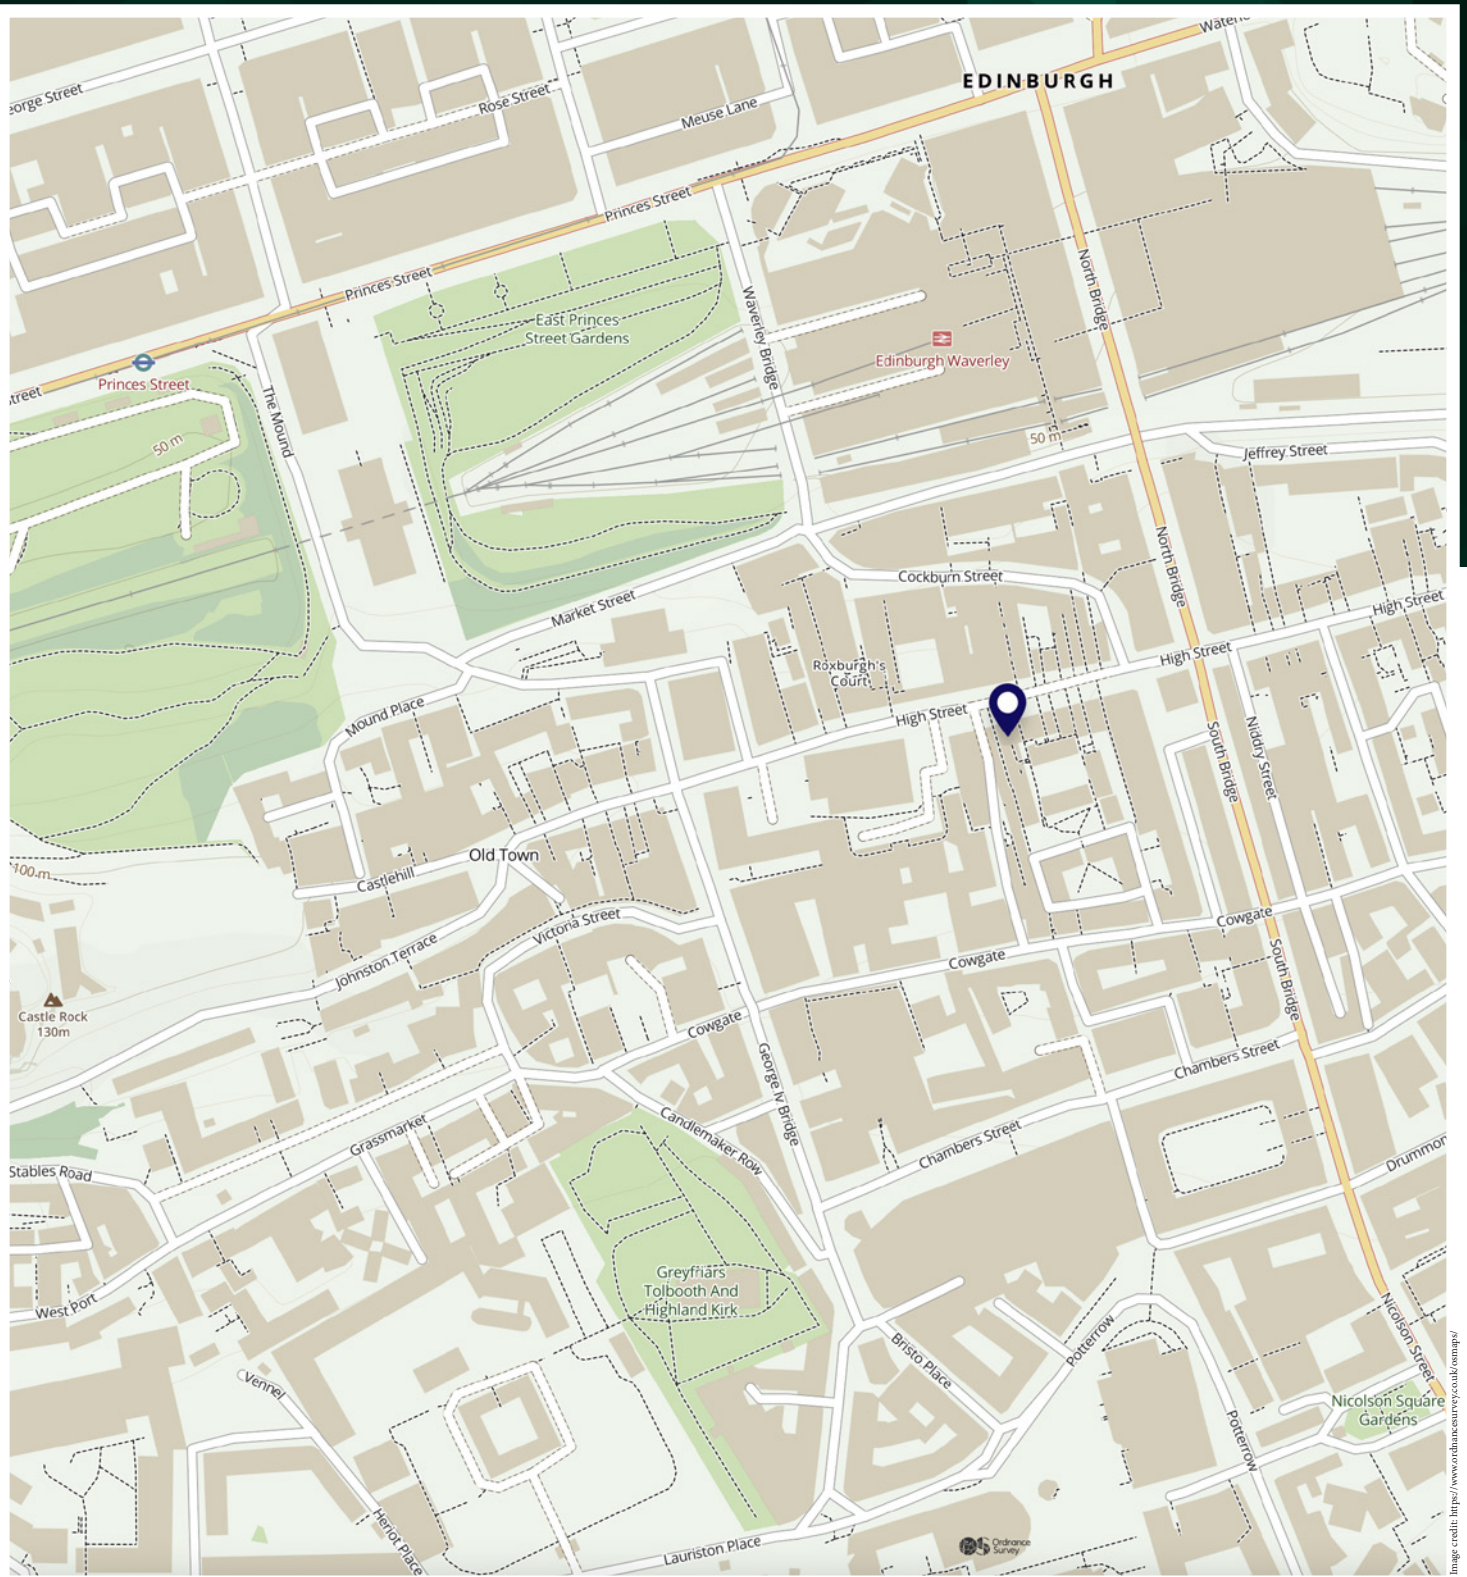 Waterl
EDINBURGH
eorge Street
Rose Street
Meuse Lane
Princes Street
Princes Street
North Bridge
Waverley Bridge
East Princes
Street Gardens
Edinburgh Waverley
Princes Street
treet
The Mound
50 m
50 m
Jeffrey Street
North Bridge
Cockburn Street
Market Street
High Street
High Street
Roxburgh's
Court
Mound Place
High Street
South Bridge
Niddry Street
Old Town
100 m
Castlehill
Victoria Street
Cowgate
Johnston Terrace
Cowgate
South Bridge
Castle Rock
130m
Cowgate
George Iv Bridge
Chambers Street
Grassmarket
Candlemaker Row
Chambers Street
Drummon
Stables Road
Greyfriars
Tolbooth And
Highland Kirk
West Port
Nicolson Street
Bristo Place
Potterrow
Vennel
Nicolson Square
Gardens
Potterrow
Heriot Place
Lauriston Place
OS Ordnance
Survey
Image credit: https://www.ordnancesurvey.co.uk/osmaps/